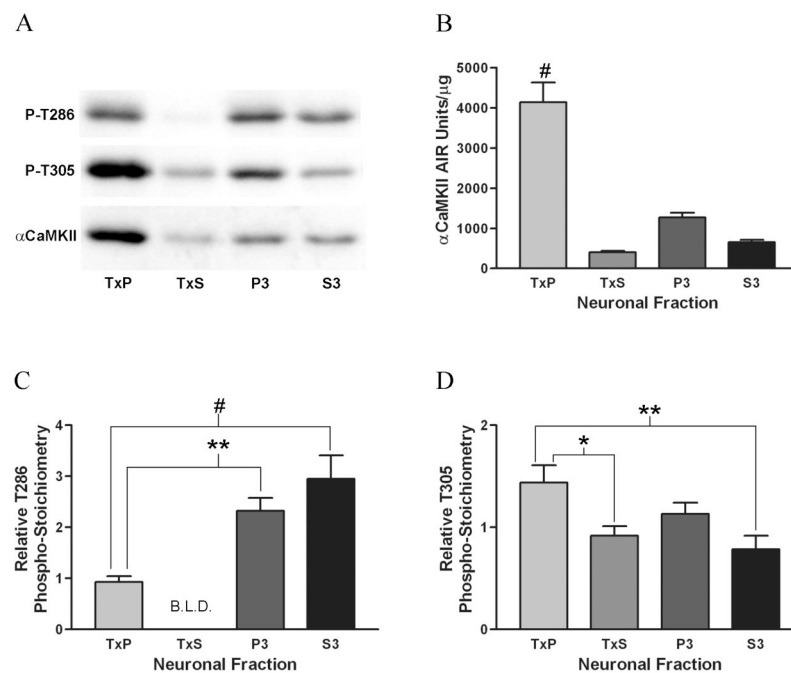 A
P-T286
P-T305
αCaMKII
TxP TxS P3 S3
B
αCaMKII AIR Units/μg
5000
4000
3000
2000
1000
0
#
TxP TxS P3 S3
Neuronal Fraction
C
Relative T286
Phospho-Stoichiometry
4
3
2
1
0
#
**
B.L.D.
TxP TxS P3 S3
Neuronal Fraction
D
Relative T305
Phospho-Stoichiometry
2
1
0
**
*
TxP TxS P3 S3
Neuronal Fraction